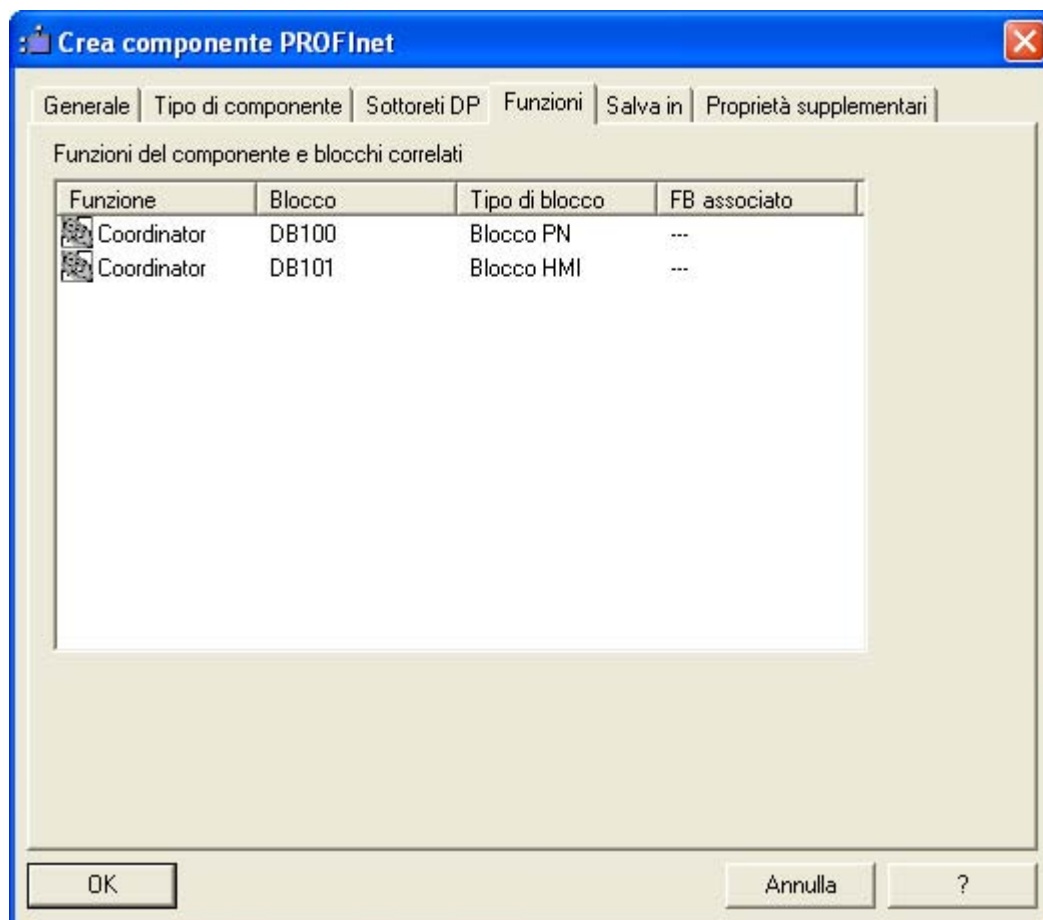 Crea componente PROFInet
Generale Tipo di componente Sottoreti DP Funzioni Salva in Proprietà supplementari
Funzioni del componente e blocchi correlati
Funzione Blocco Tipo di blocco FB associato
Coordinator DB100 Blocco PN ---
Coordinator DB101 Blocco HMI ---
OK Annulla ?